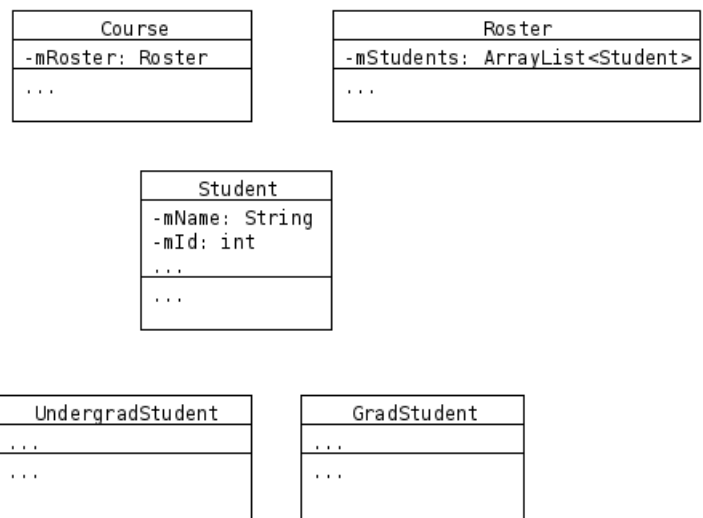 Course
-mRoster: Roster
...
Roster
-mStudents: ArrayList<Student>
...
Student
-mName: String
-mId: int
...
...
UndergradStudent
...
...
GradStudent
...
...